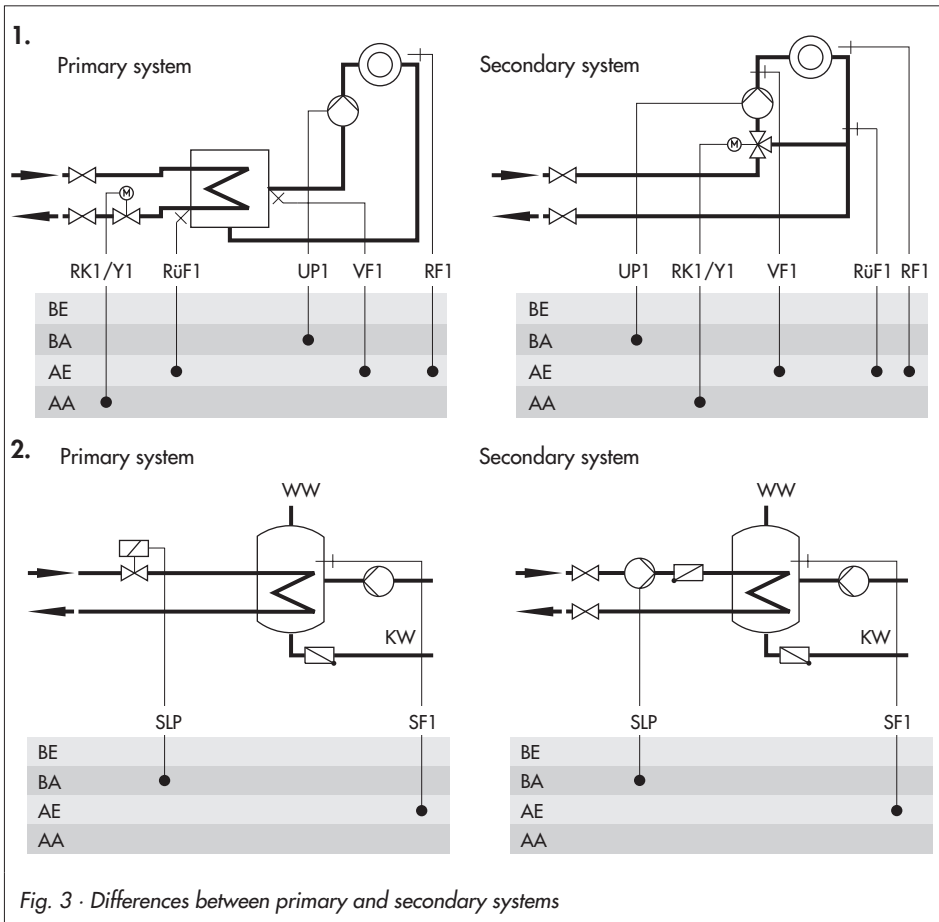 1.
Primary system
Secondary system
M
M
RK1/Y1 RüF1 UP1 VF1 RF1
UP1 RK1/Y1 VF1 RüF1 RF1
BE
BA
AE
AA
BE
BA
AE
AA
2.
Primary system
Secondary system
WW
WW
KW
KW
SLP SF1
SLP SF1
BE
BA
AE
AA
BE
BA
AE
AA
Fig. 3 · Differences between primary and secondary systems